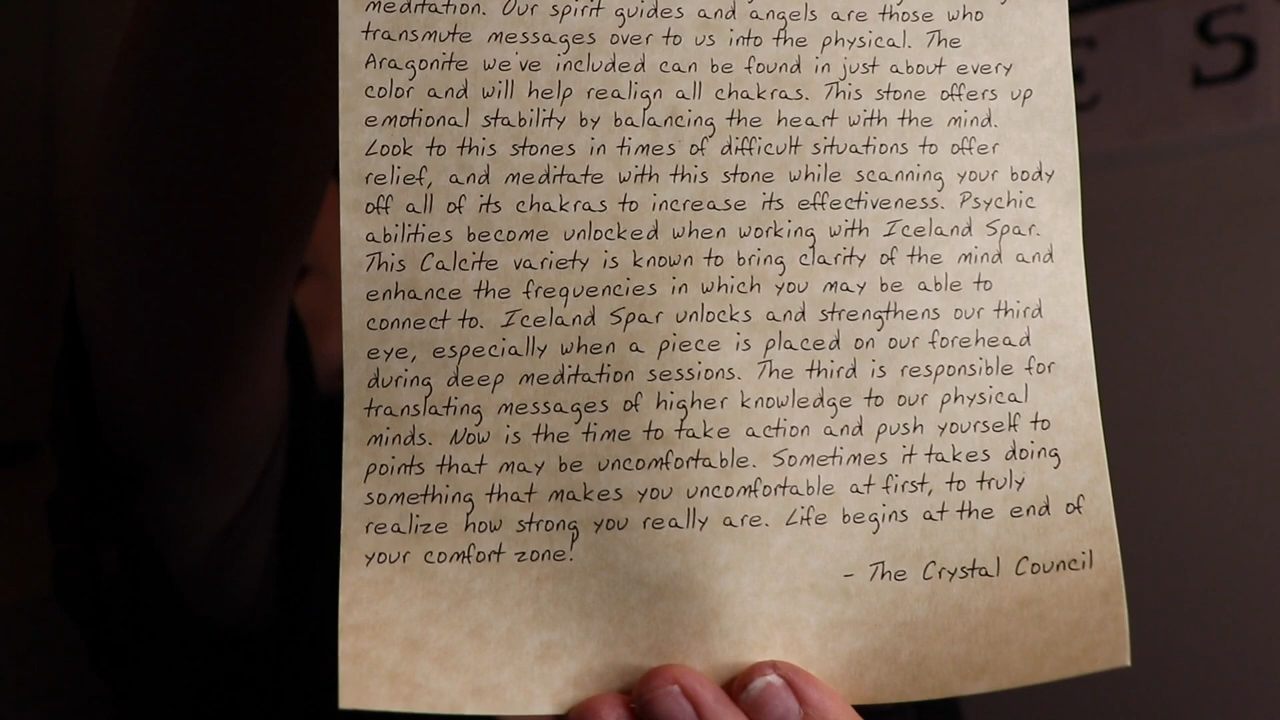 meditation. Our spirit guides and angels are those who
transmute messages over to us into the physical. The
Aragonite we've included can be found in just about every
color and will help realign all chakras. This stone offers up
emotional stability by balancing the heart with the mind.
Look to this stones in times of difficult situations to offer
relief, and meditate with this stone while scanning your body
off all of its chakras to increase its effectiveness. Psychic
abilities become unlocked when working with Iceland Spar.
This Calcite variety is known to bring clarity of the mind and
enhance the frequencies in which you may be able to
connect to. Iceland Spar unlocks and strengthens our third
eye, especially when a piece is placed on our forehead
during deep meditation sessions. The third is responsible for
translating messages of higher knowledge to our physical
minds. Now is the time to take action and push yourself to
points that may be uncomfortable. Sometimes it takes doing
something that makes you uncomfortable at first, to truly
realize how strong you really are. Life begins at the end of
your comfort zone!
- The Crystal Council
E S